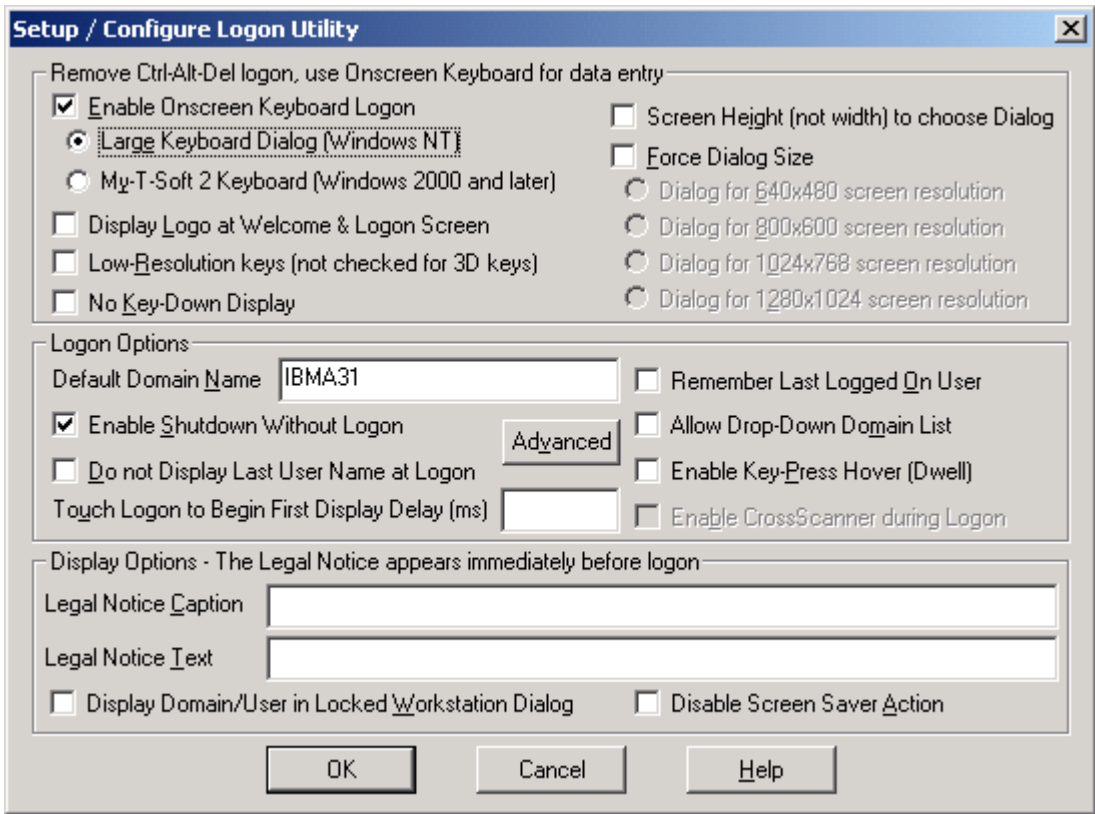 Setup / Configure Logon Utility
Remove Ctrl-Alt-Del logon, use Onscreen Keyboard for data entry
Enable Onscreen Keyboard Logon
Large Keyboard Dialog (Windows NT)
My-T-Soft 2 Keyboard (Windows 2000 and later)
Display Logo at Welcome & Logon Screen
Low-Resolution keys (not checked for 3D keys)
No Key-Down Display
Screen Height (not width) to choose Dialog
Force Dialog Size
Dialog for 640x480 screen resolution
Dialog for 800x600 screen resolution
Dialog for 1024x768 screen resolution
Dialog for 1280x1024 screen resolution
Logon Options
Default Domain Name IBMA31
Enable Shutdown Without Logon
Do not Display Last User Name at Logon
Touch Logon to Begin First Display Delay (ms)
Advanced
Remember Last Logged On User
Allow Drop-Down Domain List
Enable Key-Press Hover (Dwell)
Enable CrossScanner during Logon
Display Options - The Legal Notice appears immediately before logon
Legal Notice Caption
Legal Notice Text
Display Domain/User in Locked Workstation Dialog
Disable Screen Saver Action
OK
Cancel
Help